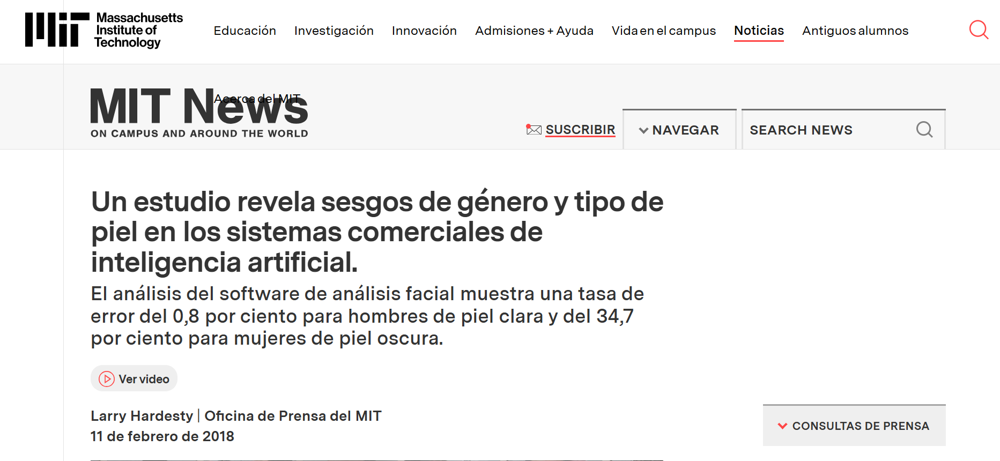 Massachusetts
Institute of
Technology
Educación
Investigación
Innovación
Admisiones + Ayuda
Vida en el campus
Noticias
Antiguos alumnos
Acerca del MIT
MIT News
ON CAMPUS AND AROUND THE WORLD
SUSCRIBIR
NAVEGAR
SEARCH NEWS
Un estudio revela sesgos de género y tipo de
piel en los sistemas comerciales de
inteligencia artificial.
El análisis del software de análisis facial muestra una tasa de
error del 0,8 por ciento para hombres de piel clara y del 34,7
por ciento para mujeres de piel oscura.
Ver video
Larry Hardesty | Oficina de Prensa del MIT
11 de febrero de 2018
CONSULTAS DE PRENSA